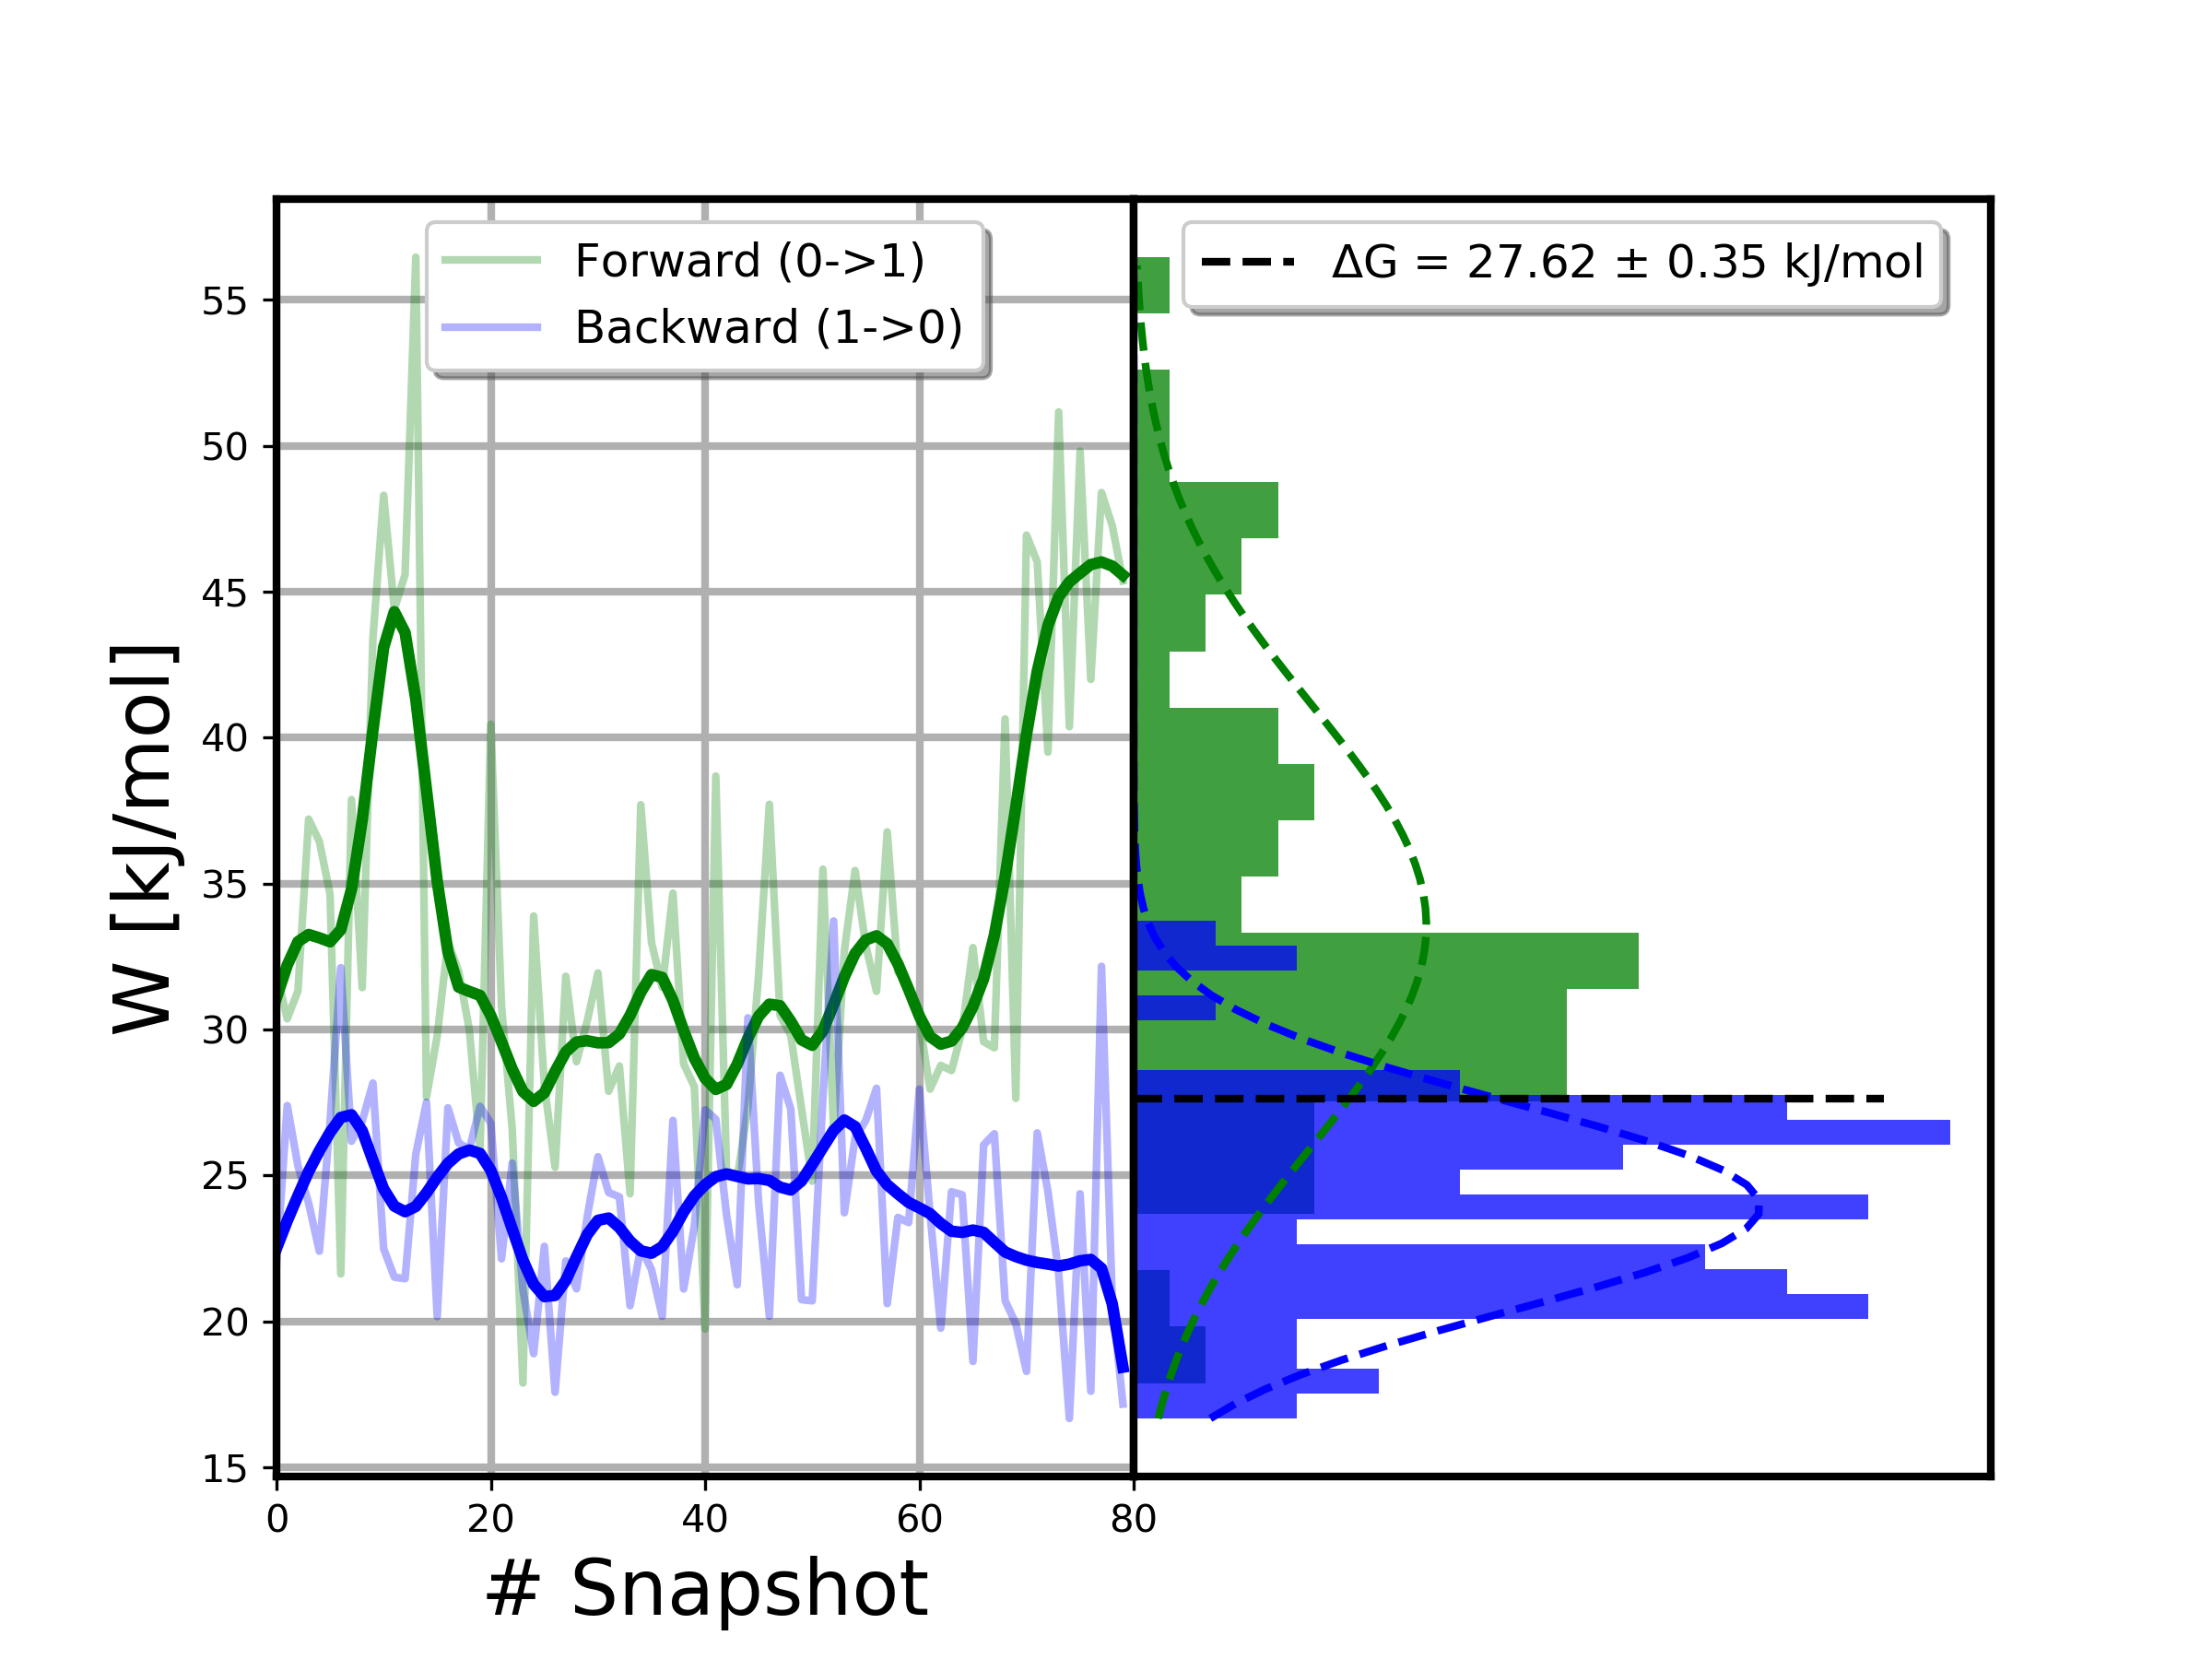 Forward (0->1)
Backward (1->0)
ΔG = 27.62 ± 0.35 kJ/mol
W [kJ/mol]
55
50
45
40
35
30
25
20
15
0 20 40 60 80
# Snapshot